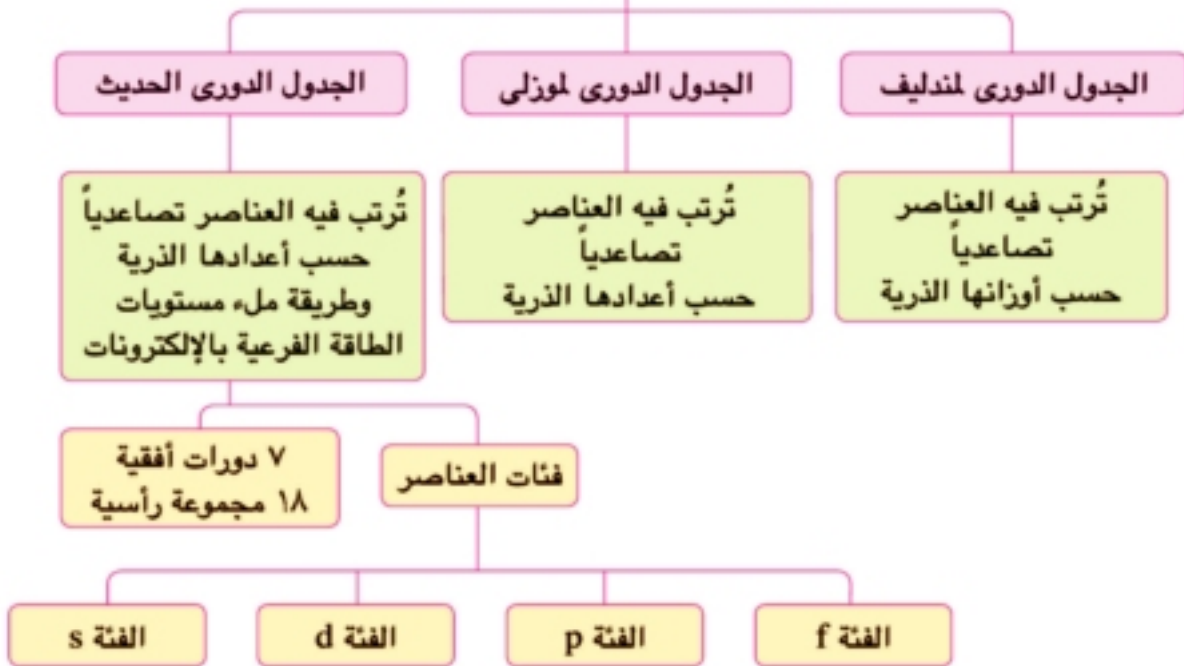 الجدول الدورى لمندليف
الجدول الدورى لموزلى
الجدول الدورى الحديث
تُرتب فيه العناصر
تصاعدياً
حسب أوزانها الذرية
تُرتب فيه العناصر
تصاعدياً
حسب أعدادها الذرية
تُرتب فيه العناصر تصاعدياً
حسب أعدادها الذرية
وطريقة ملء مستويات
الطاقة الفرعية بالإلكترونات
فئات العناصر
٧ دورات أفقية
١٨ مجموعة رأسية
الفئة f
الفئة p
الفئة d
الفئة s